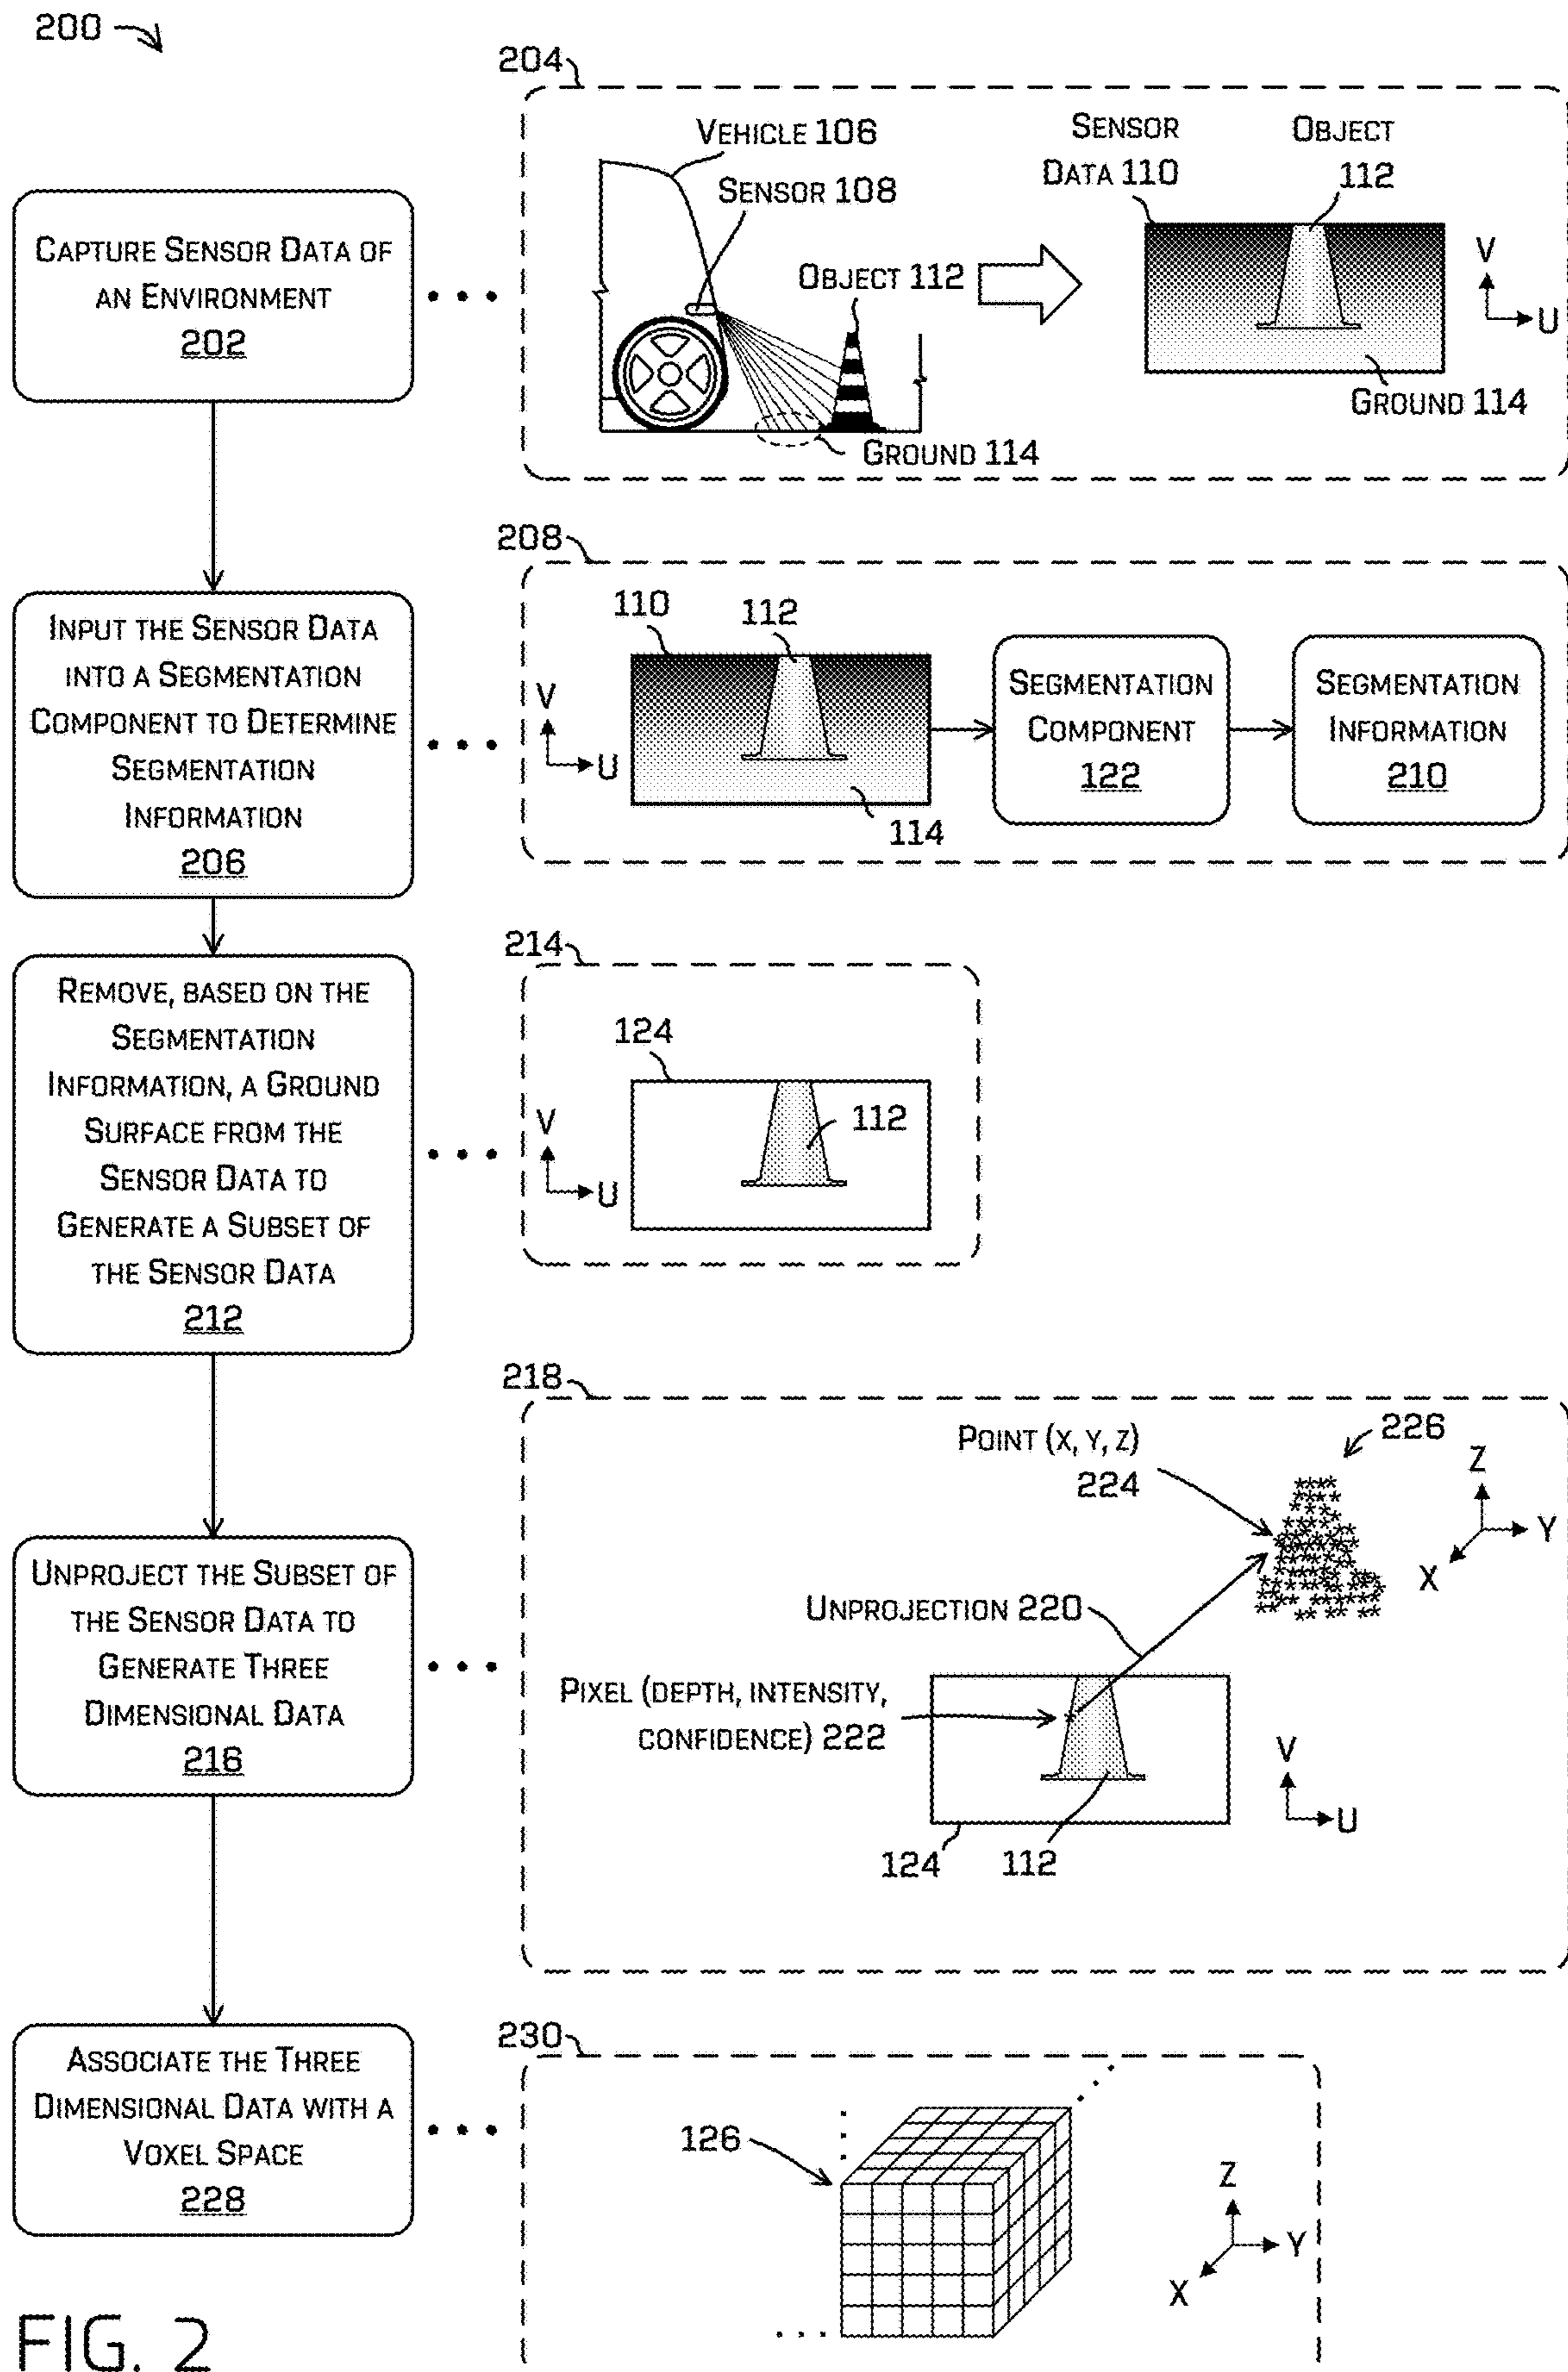 200
204
VEHICLE 106
SENSOR 108
OBJECT 112
GROUND 114
SENSOR
DATA 110
OBJECT
112
V
U
GROUND 114
CAPTURE SENSOR DATA OF
AN ENVIRONMENT
202
208
110
112
V
U
114
SEGMENTATION
COMPONENT
122
SEGMENTATION
INFORMATION
210
INPUT THE SENSOR DATA
INTO A SEGMENTATION
COMPONENT TO DETERMINE
SEGMENTATION
INFORMATION
206
214
124
112
V
U
REMOVE, BASED ON THE
SEGMENTATION
INFORMATION, A GROUND
SURFACE FROM THE
SENSOR DATA TO
GENERATE A SUBSET OF
THE SENSOR DATA
212
218
POINT (X, Y, Z)
224
226
Z
Y
X
UNPROJECTION 220
PIXEL (DEPTH, INTENSITY,
CONFIDENCE) 222
V
U
124
112
UNPROJECT THE SUBSET OF
THE SENSOR DATA TO
GENERATE THREE
DIMENSIONAL DATA
216
230
126
Z
Y
X
ASSOCIATE THE THREE
DIMENSIONAL DATA WITH A
VOXEL SPACE
228
FIG. 2